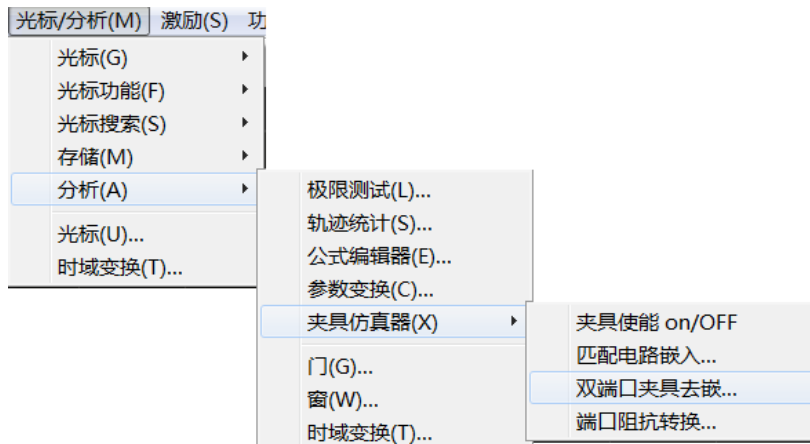 光标/分析(M) 激励(S) 功
光标(G)
光标功能(F)
光标搜索(S)
存储(M)
分析(A)
光标(U)...
时域变换(T)...
极限测试(L)...
轨迹统计(S)...
公式编辑器(E)...
参数变换(C)...
夹具仿真器(X)
门(G)...
窗(W)...
时域变换(T)...
夹具使能 on/OFF
匹配电路嵌入...
双端口夹具去嵌...
端口阻抗转换...